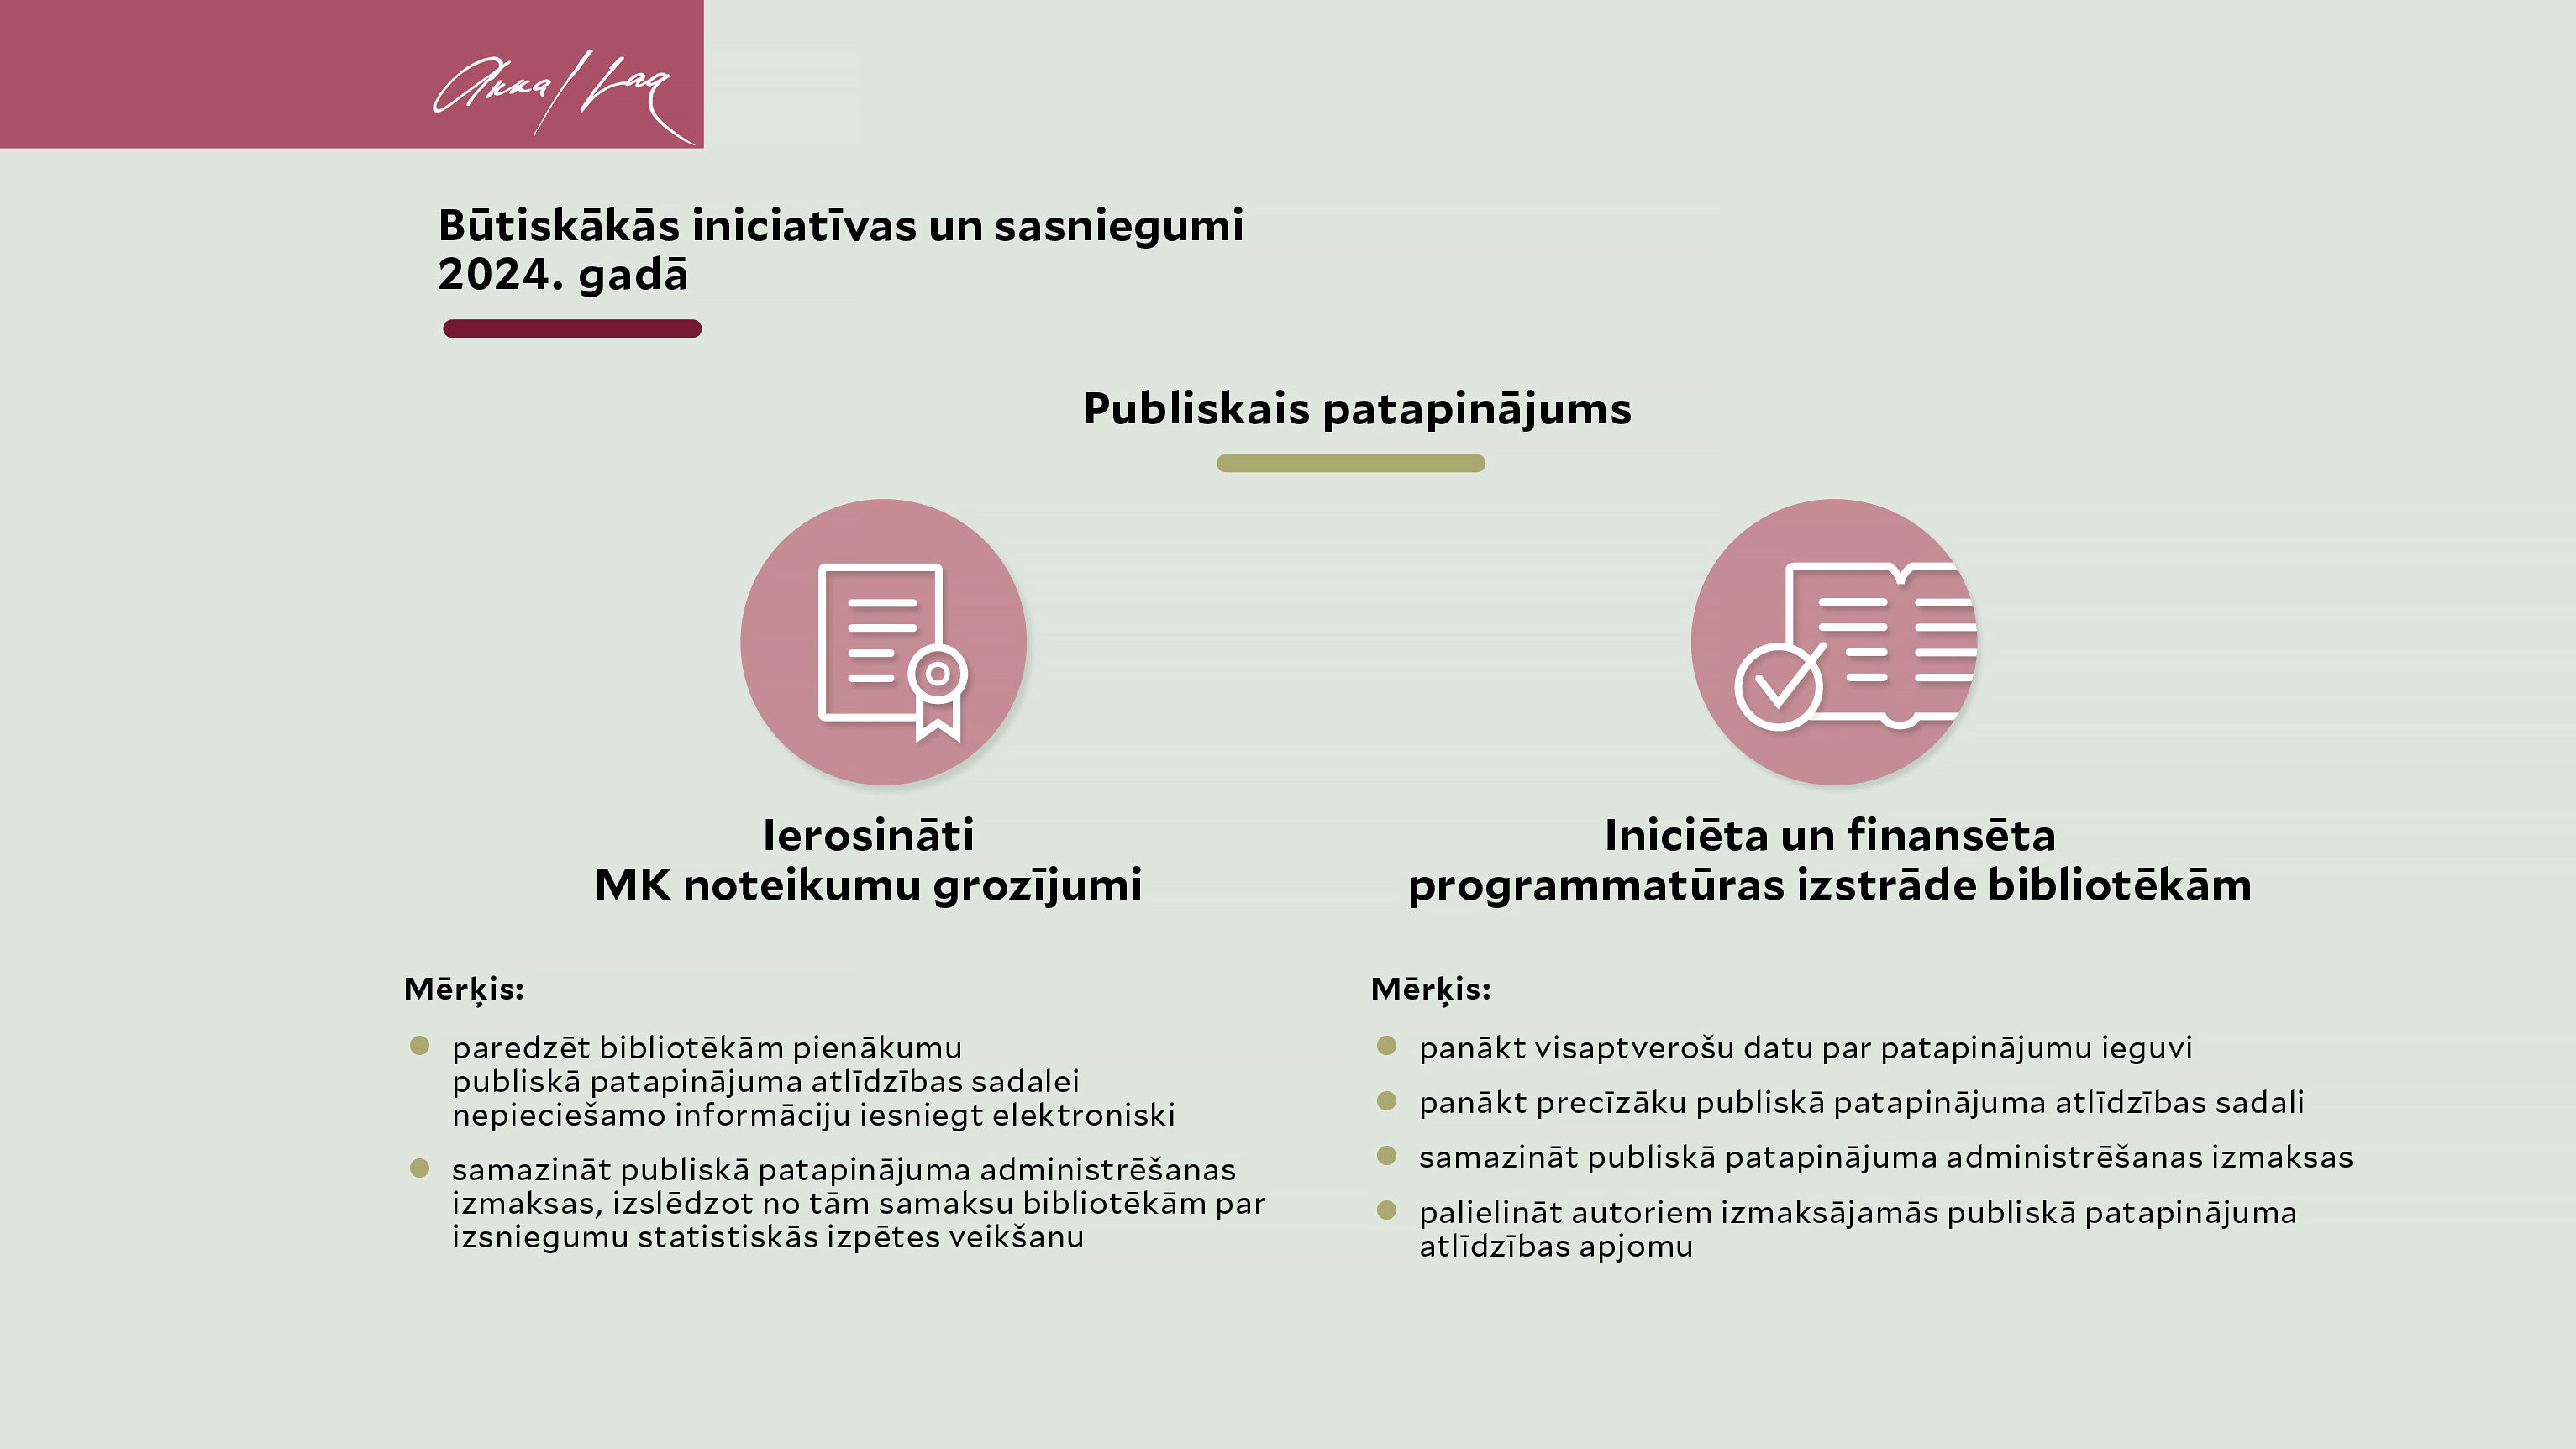 Būtiskākās iniciatīvas un sasniegumi
2024. gadā
Publiskais patapinājums
Ierosināti
MK noteikumu grozījumi
Mērķis:
paredzēt bibliotēkām pienākumu
publiskā patapinājuma atlīdzības sadalei
nepieciešamo informāciju iesniegt elektroniski
samazināt publiskā patapinājuma administrēšanas
izmaksas, izslēdzot no tām samaksu bibliotēkām par
izsniegumu statistiskās izpētes veikšanu
Iniciēta un finansēta
programmatūras izstrāde bibliotēkām
Mērķis:
panākt visaptverošu datu par patapinājumu ieguvi
panākt precīzāku publiskā patapinājuma atlīdzības sadali
samazināt publiskā patapinājuma administrēšanas izmaksas
palielināt autoriem izmaksājamās publiskā patapinājuma
atlīdzības apjomu